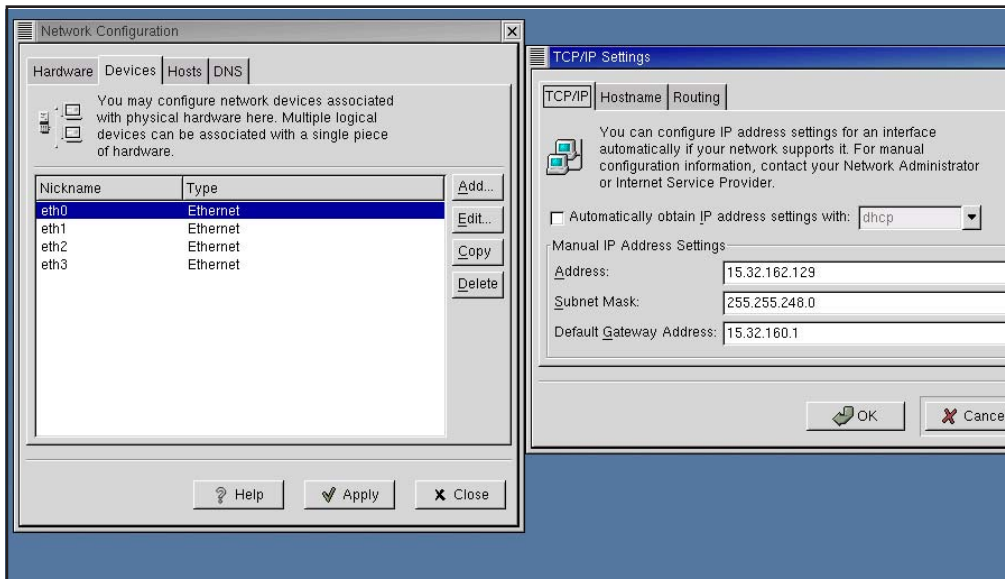 Network Configuration
Hardware Devices Hosts DNS
You may configure network devices associated
with physical hardware here. Multiple logical
devices can be associated with a single piece
of hardware.
Nickname Type
eth0 Ethernet
eth1 Ethernet
eth2 Ethernet
eth3 Ethernet
Add...
Edit...
Copy
Delete
Help Apply Close
TCP/IP Settings
TCP/IP Hostname Routing
You can configure IP address settings for an interface
automatically if your network supports it. For manual
configuration information, contact your Network Administrator
or Internet Service Provider.
Automatically obtain IP address settings with: dhcp
Manual IP Address Settings
Address: 15.32.162.129
Subnet Mask: 255.255.248.0
Default Gateway Address: 15.32.160.1
OK Cance